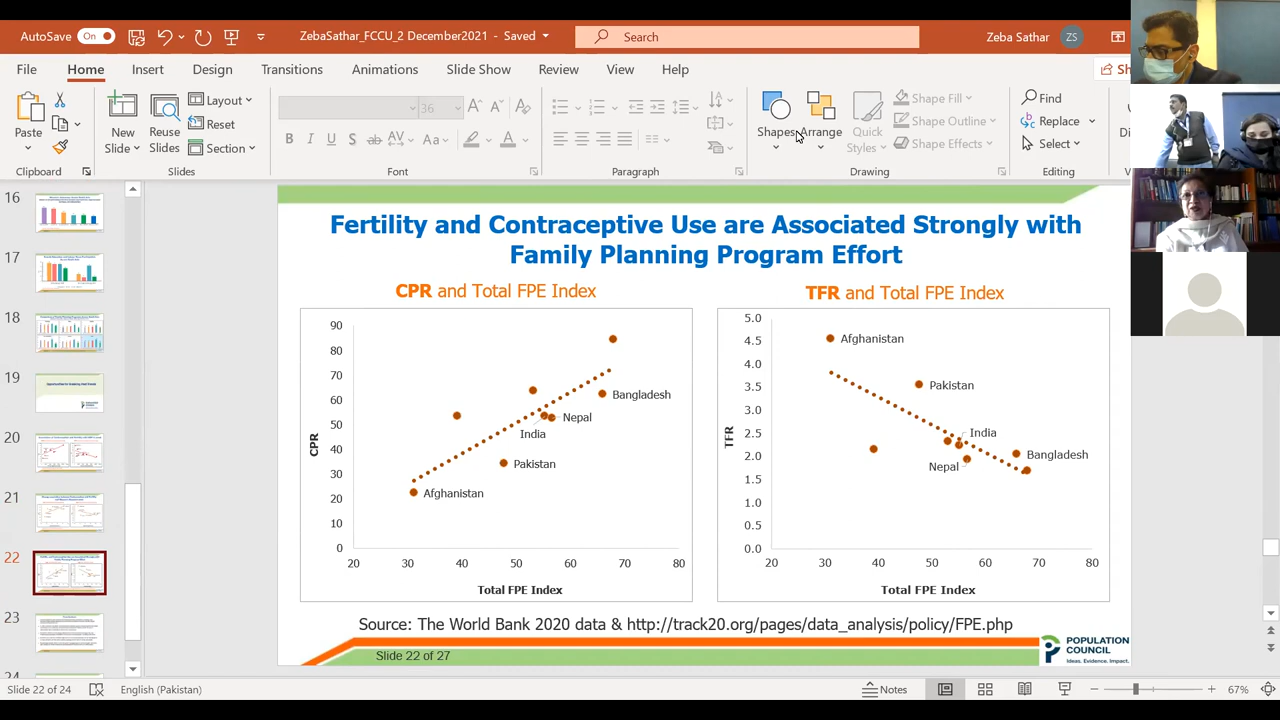 AutoSave On ZebaSathar_FCCU_2 December2021 - Saved Search Zeba Sathar ZS
File Home Insert Design Transitions Animations Slide Show Review View Help Sh
Paste New Slide Reuse Slides Layout Reset Section 36 B I U S ab AV Aa A Shapes Arrange Quick Styles Shape Fill Shape Outline Shape Effects Find Replace Select Di
Clipboard Slides Font Paragraph Drawing Editing
16
17
18
19
20
21
22
23
24
Fertility and Contraceptive Use are Associated Strongly with
Family Planning Program Effort
CPR and Total FPE Index
90
80
70
60
50
40
30
20
10
0
CPR
Bangladesh
Nepal
India
Pakistan
Afghanistan
20 30 40 50 60 70 80
Total FPE Index
TFR and Total FPE Index
5.0
4.5
4.0
3.5
3.0
2.5
2.0
1.5
1.0
0.5
0.0
TFR
Afghanistan
Pakistan
India
Bangladesh
Nepal
20 30 40 50 60 70 80
Total FPE Index
Source: The World Bank 2020 data &
POPULATION
COUNCIL
Ideas. Evidence. Impact.
Slide 22 of 27
Slide 22 of 24 English (Pakistan) Notes 67%